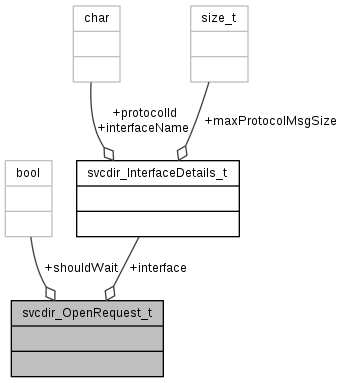 char
size_t
+protocolId
+interfaceName
+maxProtocolMsgSize
bool
svcdir_InterfaceDetails_t
+shouldWait
+interface
svcdir_OpenRequest_t